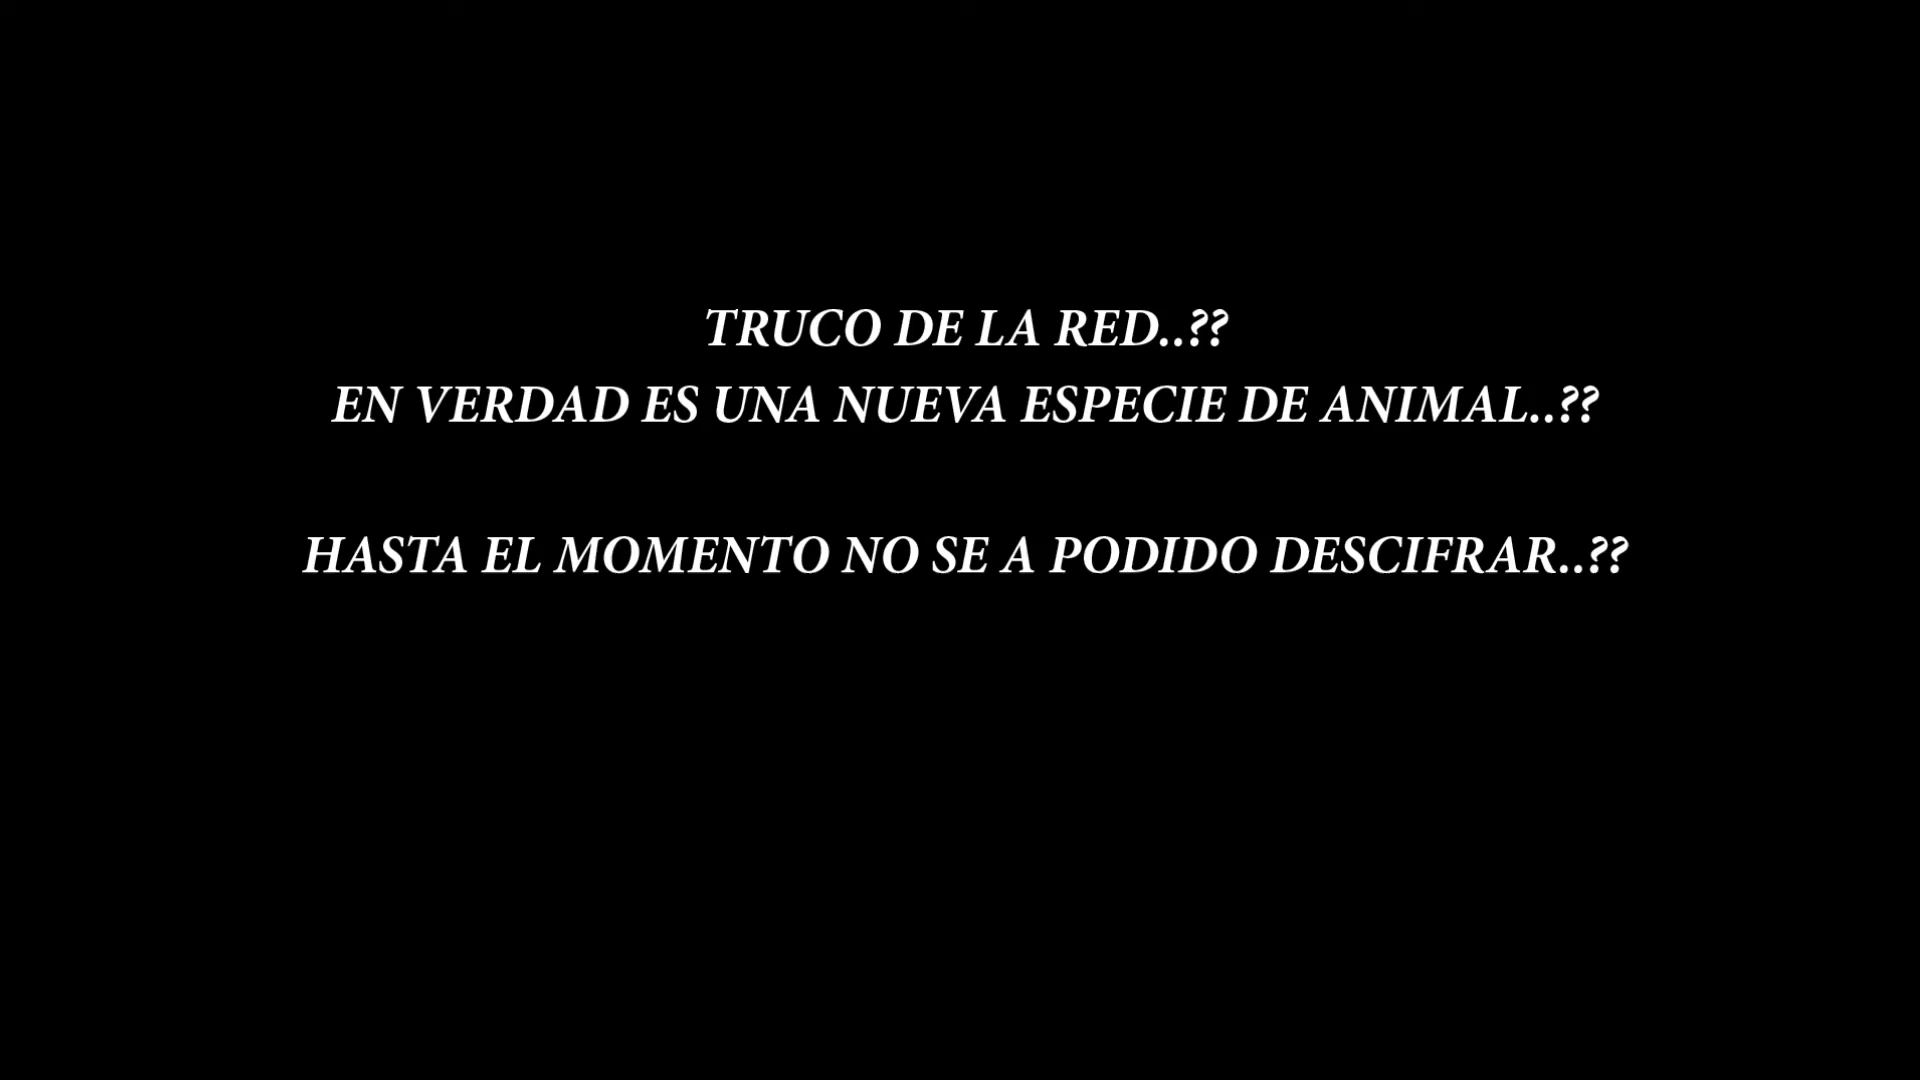 TRUCO DE LA RED..??
EN VERDAD ES UNA NUEVA ESPECIE DE ANIMAL..??
HASTA EL MOMENTO NO SE A PODIDO DESCIFRAR..??